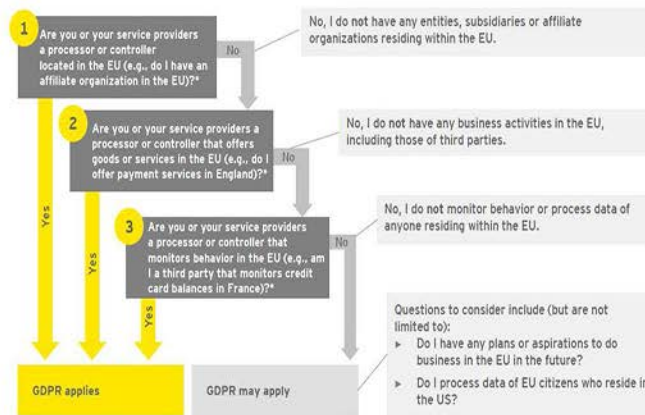 1
Are you or your service providers
a processor or controller
located in the EU (e.g., do I have an
affiliate organization in the EU)?*
No
No, I do not have any entities, subsidiaries or affiliate
organizations residing within the EU.
2
Are you or your service providers a
processor or controller that offers
goods or services in the EU (e.g., do I
offer payment services in England)?*
No
No, I do not have any business activities in the EU,
including those of third parties.
3
Are you or your service providers
a processor or controller that
monitors behavior in the EU (e.g., am
I a third party that monitors credit
card balances in France)?*
No
No, I do not monitor behavior or process data of
anyone residing within the EU.
Yes
Yes
Yes
GDPR applies
GDPR may apply
Questions to consider include (but are not
limited to):
► Do I have any plans or aspirations to do
business in the EU in the future?
► Do I process data of EU citizens who reside in
the US?